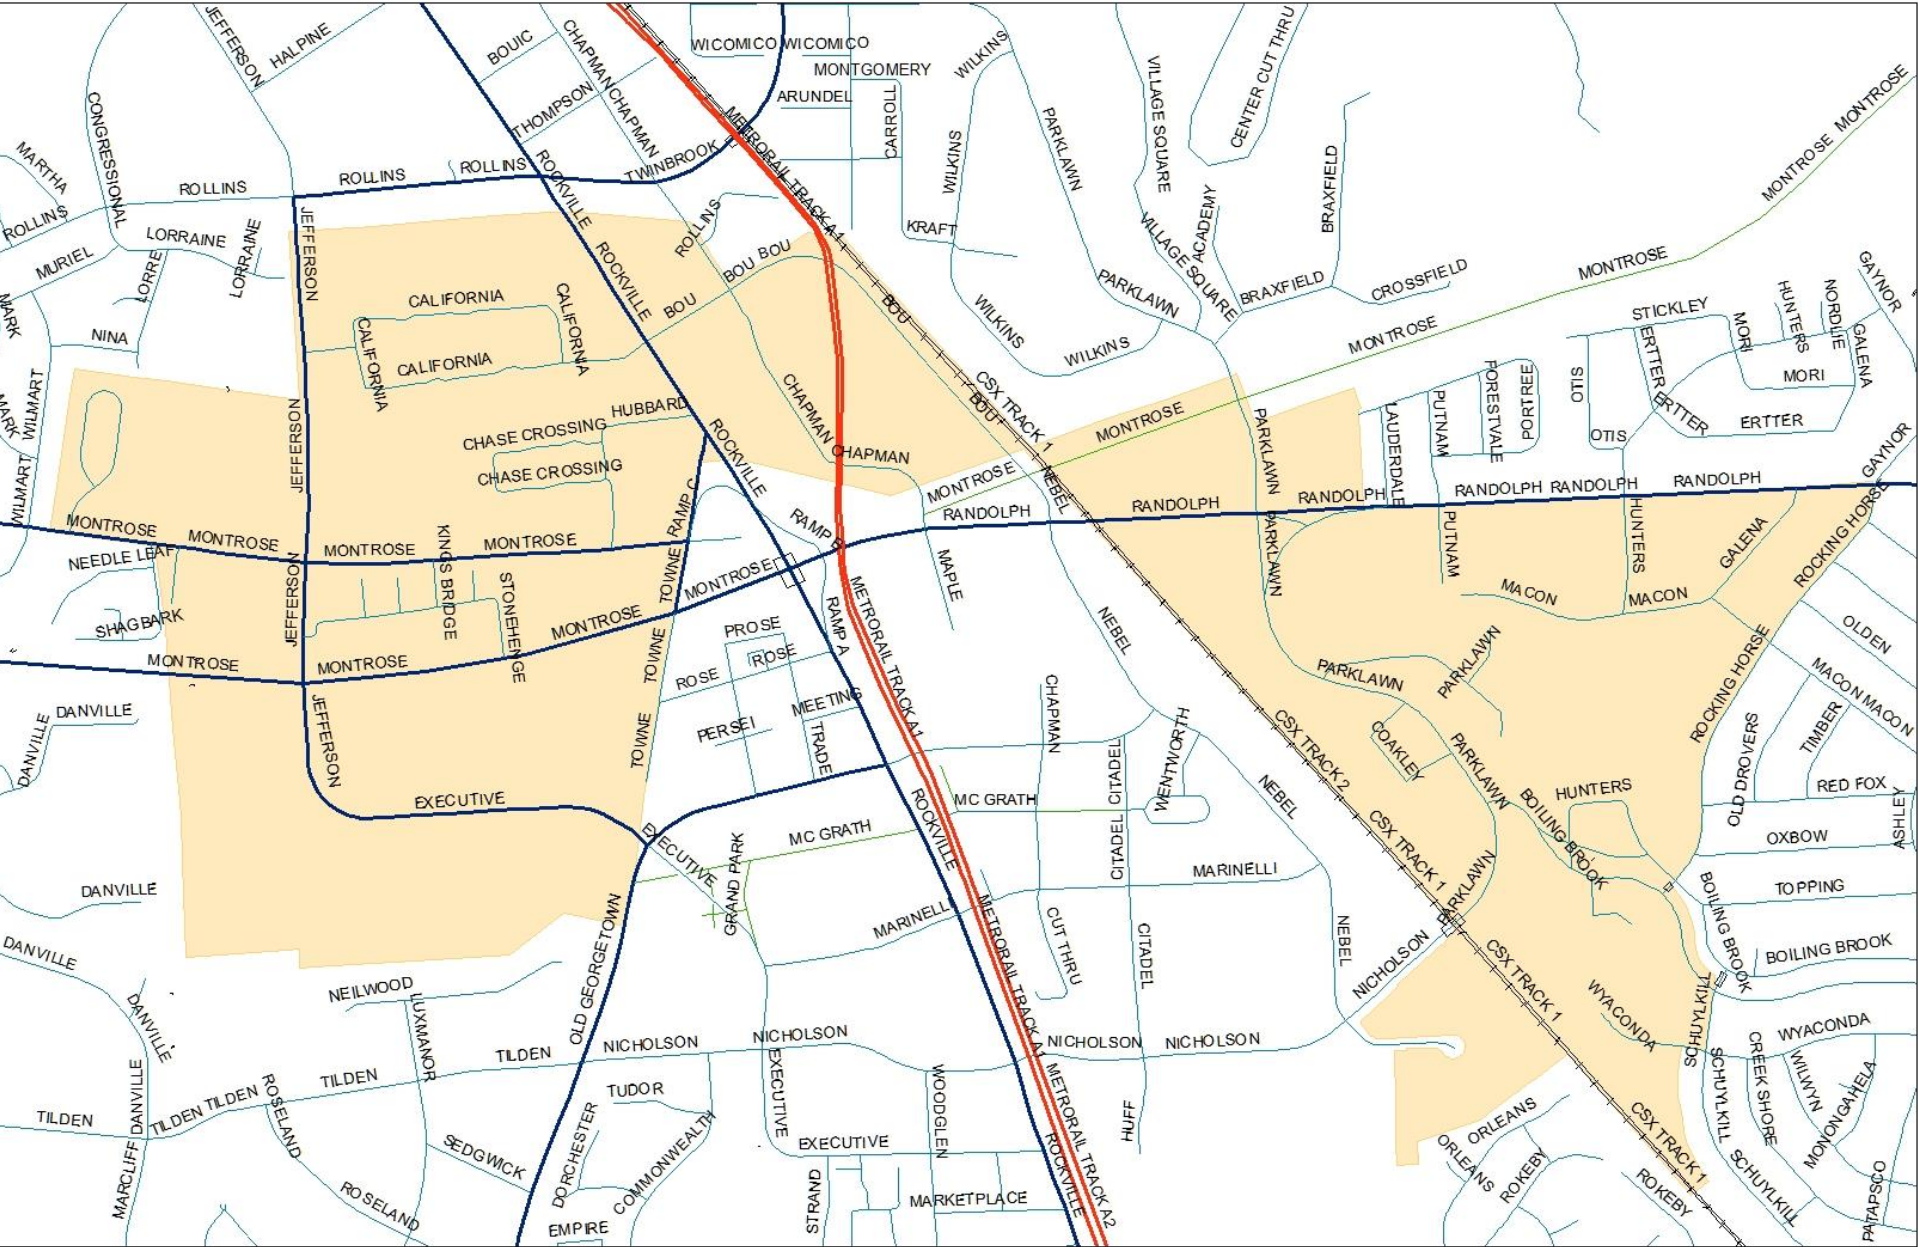 JEFFERSON
HALPINE
BOUIC
CHAPMAN
CHAPMAN
THOMPSON
WICOMICO
WICOMICO
MONTGOMERY
ARUNDEL
CARROLL
WILKINS
WILKINS
PARKLAWN
VILLAGE SQUARE
CENTER CUT THRU
BRAXFIELD
MONTROSE
MONTROSE
CONGRESSIONAL
MARTHA
ROLLINS
ROLLINS
ROLLINS
ROLLINS
ROCKVILLE
TWINBROOK
METRORAIL TRACK A1
MURIEL
LORRAINE
LORRE
LORRAINE
JEFFERSON
ROCKVILLE
ROLLINS
BOU
BOU
BOU
BOU
KRAFT
WILKINS
PARKLAWN
VILLAGE SQUARE
ACADEMY
BRAXFIELD
CROSSFIELD
MONTROSE
MONTROSE
GAYNOR
MARK
NINA
MARK
WILMART
WILMART
CALIFORNIA
CALIFORNIA
CALIFORNIA
CALIFORNIA
WILKINS
STICKLEY
ERTTER
MORI
HUNTERS
NORDLIE
GALENA
MORI
ERTTER
ERTTER
OTIS
OTIS
PORTREE
FORESTVALE
PUTNAM
LAUDERDALE
CSX TRACK 1
BOU
JEFFERSON
HUBBARD
CHASE CROSSING
CHASE CROSSING
ROCKVILLE
CHAPMAN
CHAPMAN
MONTROSE
MONTROSE
NEBEL
PARKLAWN
GAYNOR
MONTROSE
MONTROSE
MONTROSE
MONTROSE
RAMP C
RAMP B
RANDOLPH
RANDOLPH
RANDOLPH
RANDOLPH
RANDOLPH
RANDOLPH
ROCKING HORSE
NEEDLE LEAF
JEFFERSON
KINGS BRIDGE
STONEHENGE
TOWNE
MONTROSE
MONTROSE
MAPLE
PARKLAWN
PUTNAM
HUNTERS
GALENA
SHAGBARK
MONTROSE
MONTROSE
TOWNE
PROSE
ROSE
ROSE
RAMP A
METRORAIL TRACK A1
NEBEL
MACON
MACON
OLDEN
ROCKING HORSE
MACON
MACON
PARKLAWN
PARKLAWN
DANVILLE
DANVILLE
JEFFERSON
TOWNE
PERSEI
MEETING
TRADE
CHAPMAN
CITADEL
WENTWORTH
CSX TRACK 2
COAKLEY
PARKLAWN
OLD DROVERS
TIMBER
RED FOX
ASHLEY
EXECUTIVE
EXECUTIVE
MC GRATH
MC GRATH
ROCKVILLE
GRAND PARK
CITADEL
NEBEL
CSX TRACK 1
BOILING BROOK
HUNTERS
OXBOW
TOPPING
DANVILLE
OLD GEORGETOWN
MARINELLI
MARINELLI
PARKLAWN
BOILING BROOK
BOILING BROOK
DANVILLE
DANVILLE
NEILWOOD
LUXMANOR
METRORAIL TRACK A1
CUT THRU
CITADEL
NEBEL
NICHOLSON
CSX TRACK 1
WYACONDA
SCHUYLKILL
WYACONDA
TILDEN
TILDEN
TILDEN
TILDEN
TILDEN
NICHOLSON
NICHOLSON
NICHOLSON
NICHOLSON
DANVILLE
MARCLIFF
ROSELAND
ROSELAND
SEDGWICK
TUDOR
DORCHESTER
COMMONWEALTH
EMPIRE
EXECUTIVE
EXECUTIVE
STRAND
WOODGLEN
MARKETPLACE
ROCKVILLE
METRORAIL TRACK A2
HUFF
ORLEANS
ORLEANS
ROKEBY
ROKEBY
CSX TRACK 1
SCHUYLKILL
SCHUYLKILL
CREEK SHORE
WILWYN
MONONGAHELA
PATAPSCO